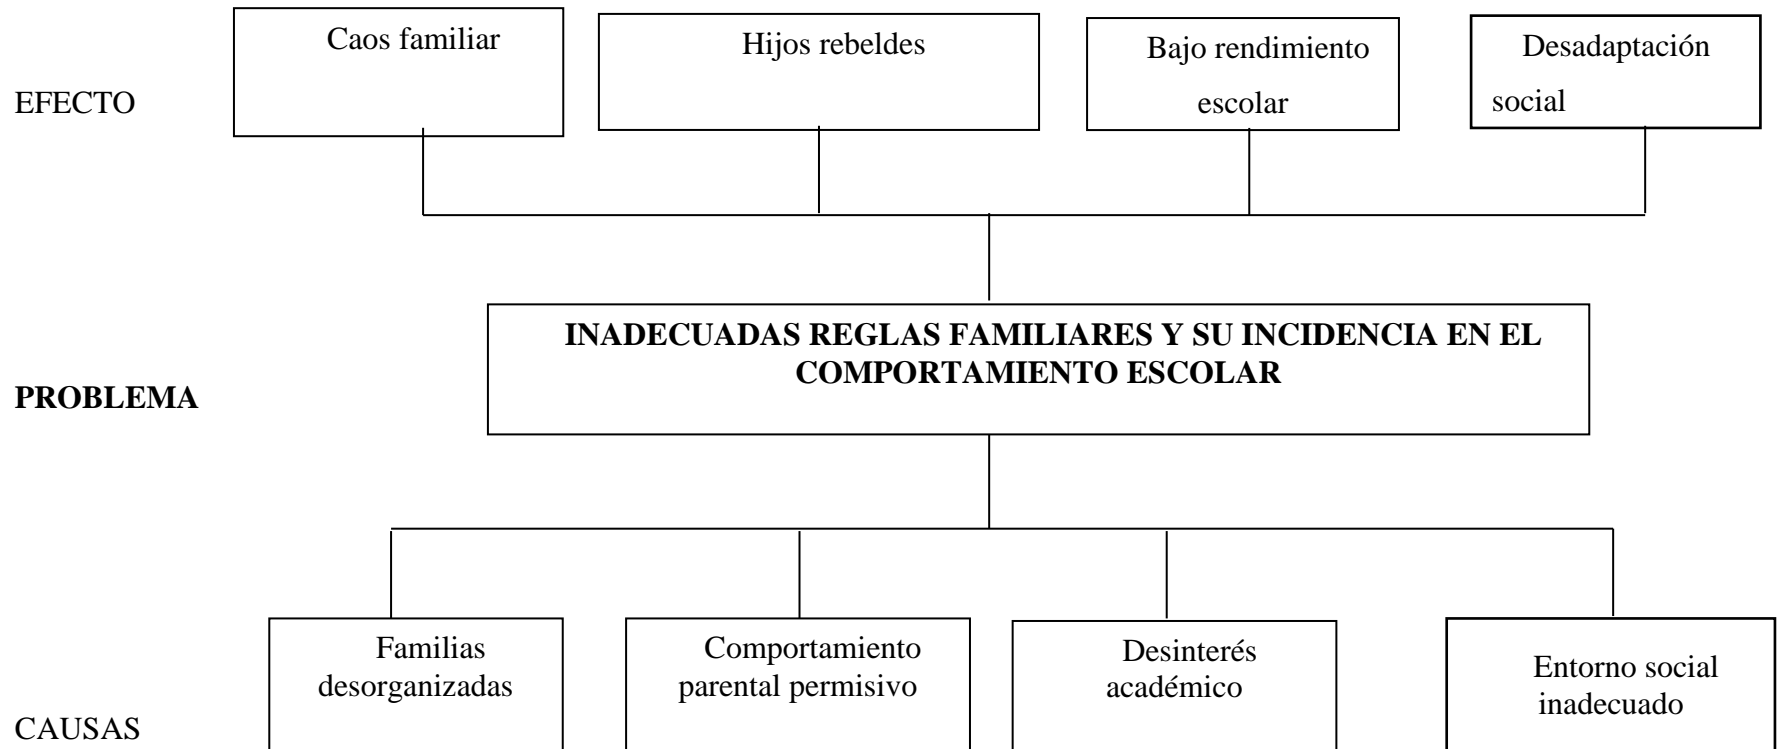 Caos familiar
Hijos rebeldes
Bajo rendimiento
escolar
Desadaptación
social
EFECTO
INADECUADAS REGLAS FAMILIARES Y SU INCIDENCIA EN EL
COMPORTAMIENTO ESCOLAR
PROBLEMA
Familias
desorganizadas
Comportamiento
parental permisivo
Desinterés
académico
Entorno social
inadecuado
CAUSAS